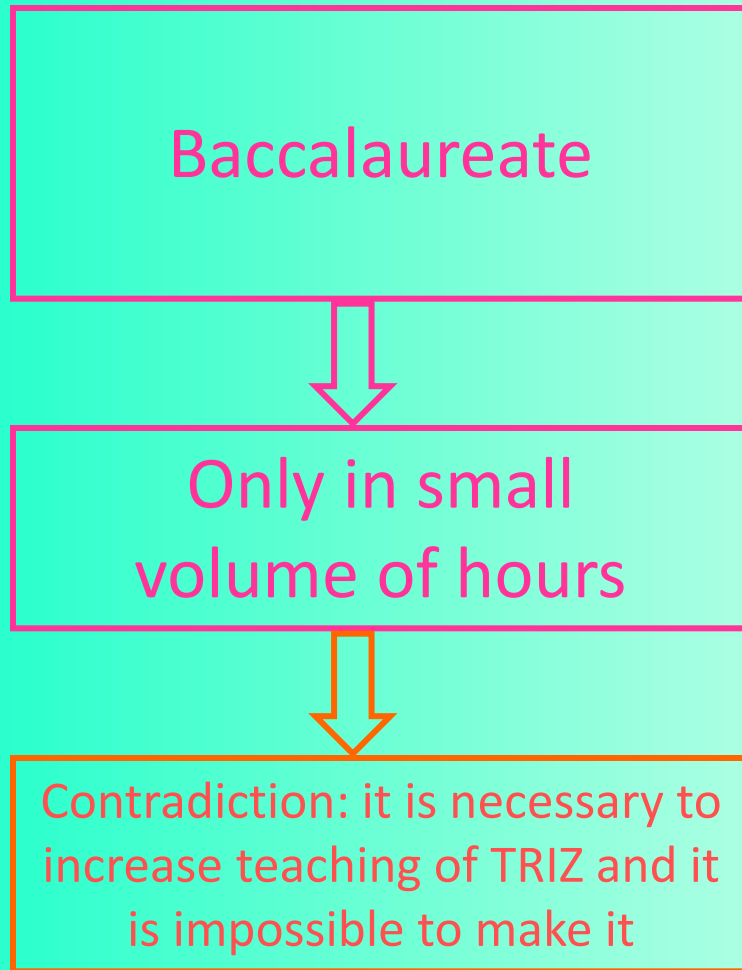 Baccalaureate
Only in small
volume of hours
Contradiction: it is necessary to
increase teaching of TRIZ and it
is impossible to make it